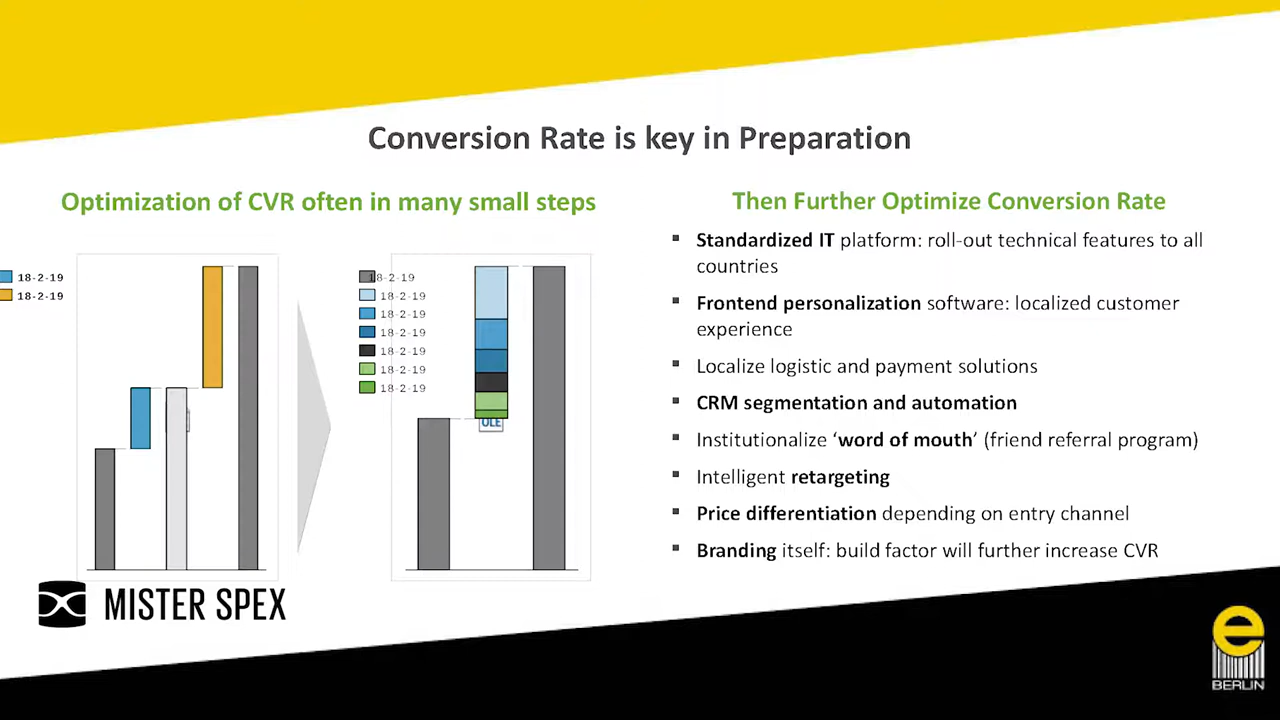 Conversion Rate is key in Preparation
Optimization of CVR often in many small steps
18-2-19
18-2-19
18-2-19
18-2-19
18-2-19
18-2-19
18-2-19
18-2-19
18-2-19
OLE
MISTER SPEX
Then Further Optimize Conversion Rate
▪ Standardized IT platform: roll-out technical features to all
countries
▪ Frontend personalization software: localized customer
experience
▪ Localize logistic and payment solutions
▪ CRM segmentation and automation
▪ Institutionalize ‘word of mouth’ (friend referral program)
▪ Intelligent retargeting
▪ Price differentiation depending on entry channel
▪ Branding itself: build factor will further increase CVR
e
BERLIN